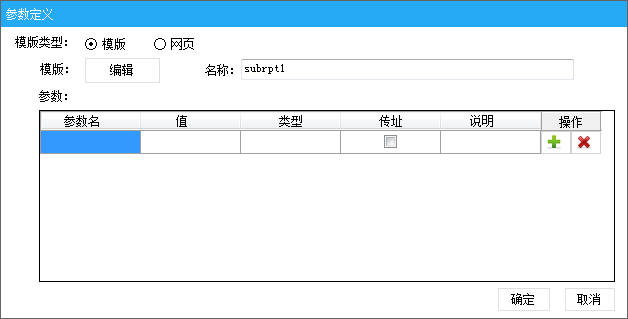 参数定义
模版类型： 模版 网页
模版： 编辑 名称： subrpt1
参数：
参数名 值 类型 传址 说明 操作
确定 取消